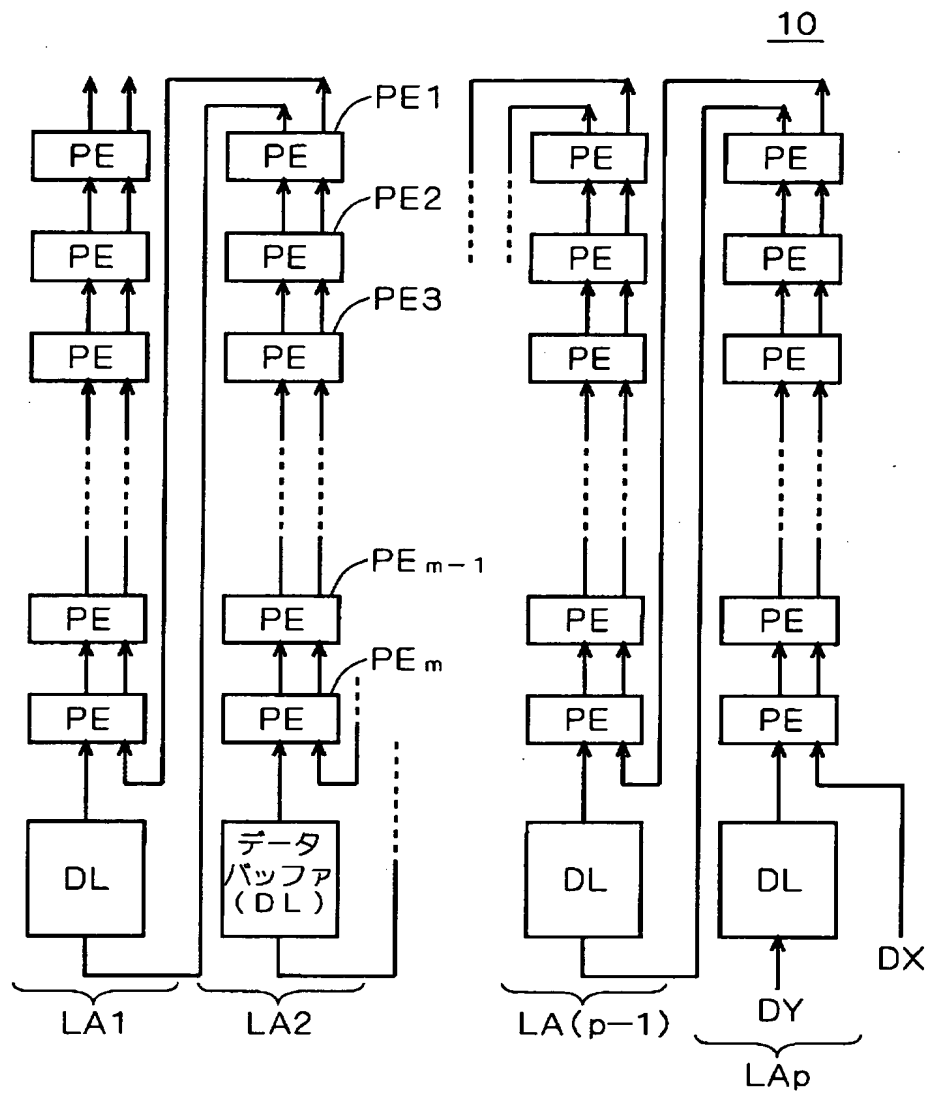 10
PE PE PE1 PE PE
PE PE PE2 PE PE
PE PE PE3 PE PE
PE PE PEm-1 PE PE
PE PE PEm PE PE
DL データ DL DL
バッファ
(DL)
DX
DY
LA1 LA2 LA(p-1)
LAp